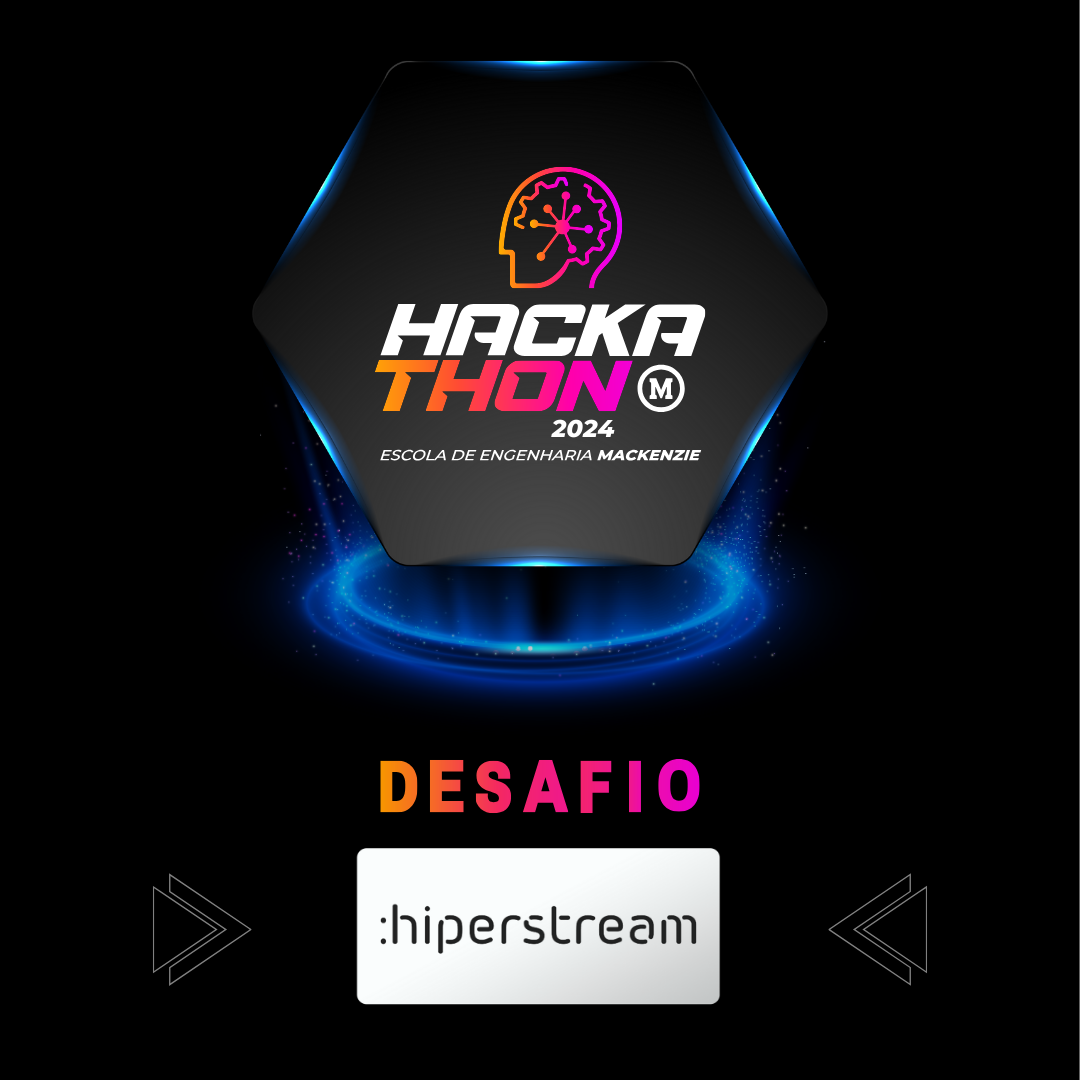 HACKA
THON M
2024
ESCOLA DE ENGENHARIA MACKENZIE
DESAFIO
:hiperstream